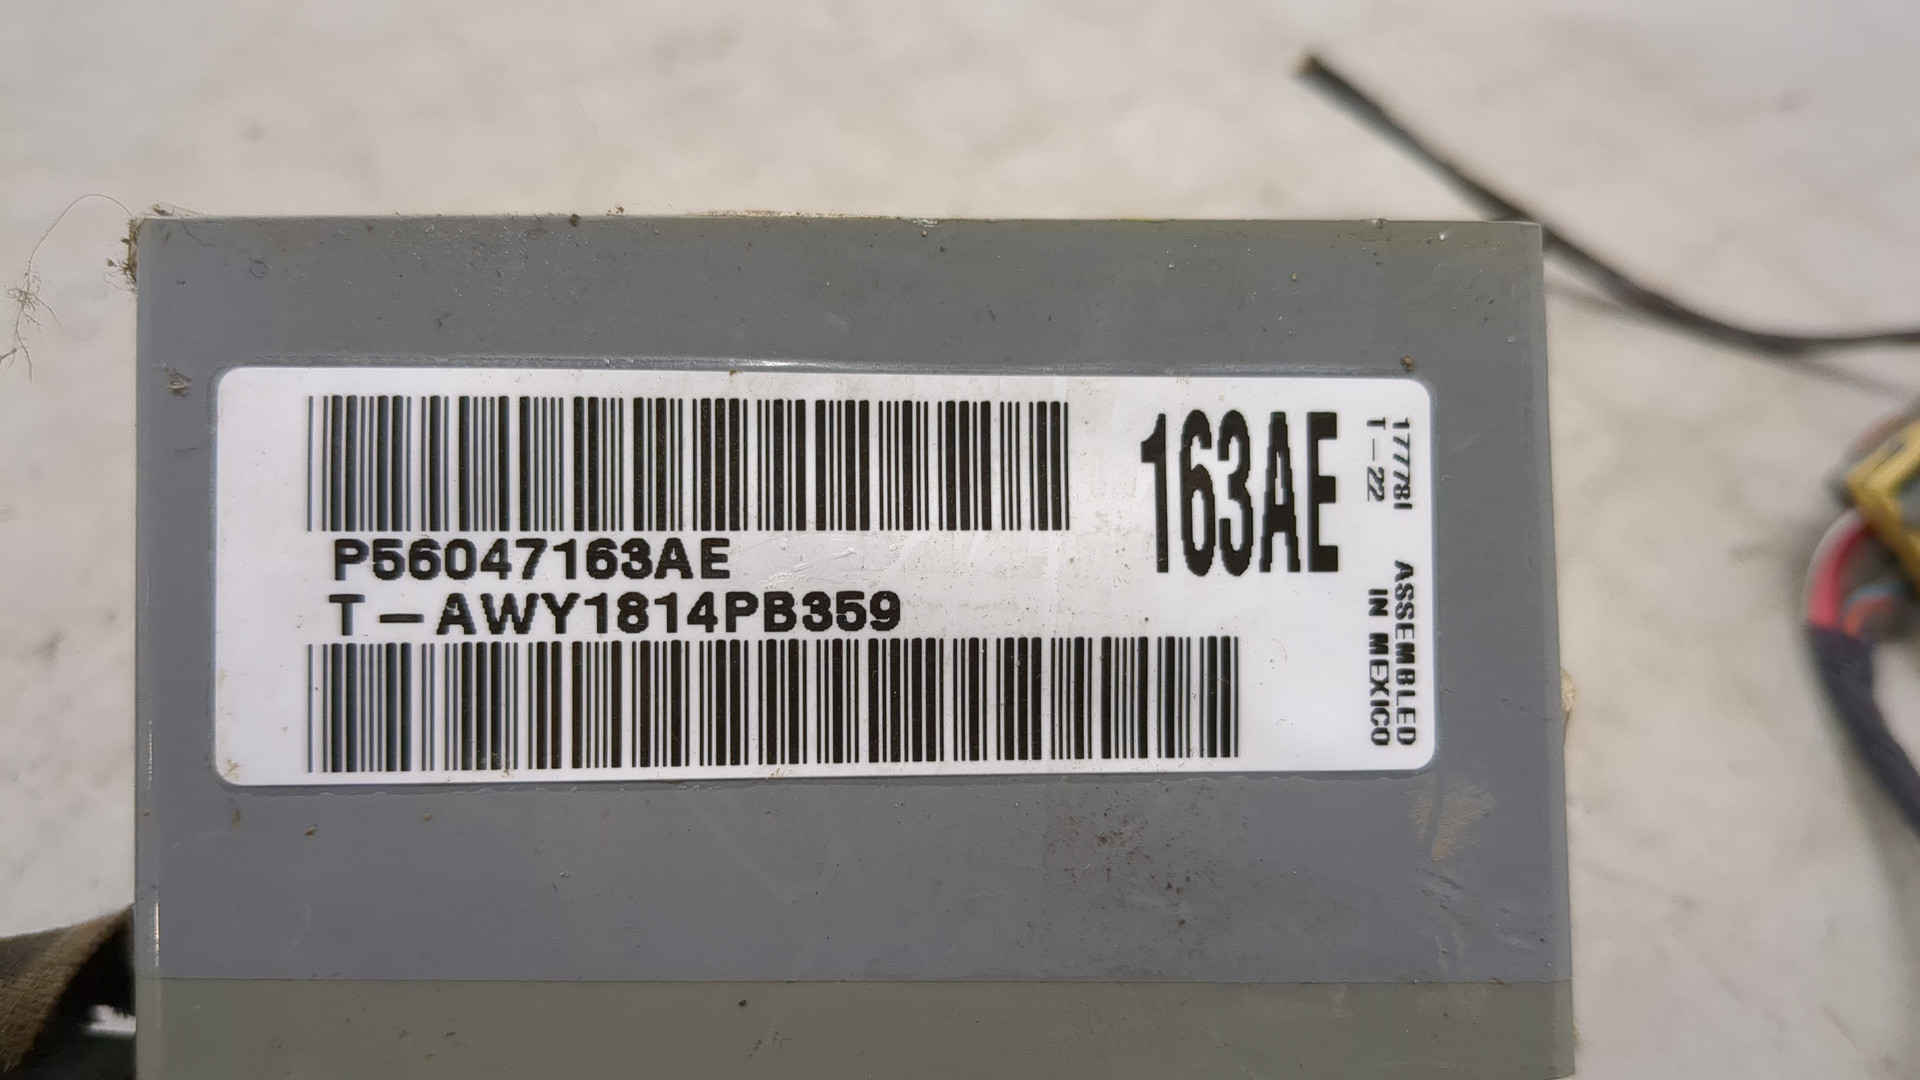 P56047163AE
T-AWY1814PB359
163AE
177781
T-22
ASSEMBLED
IN MEXICO